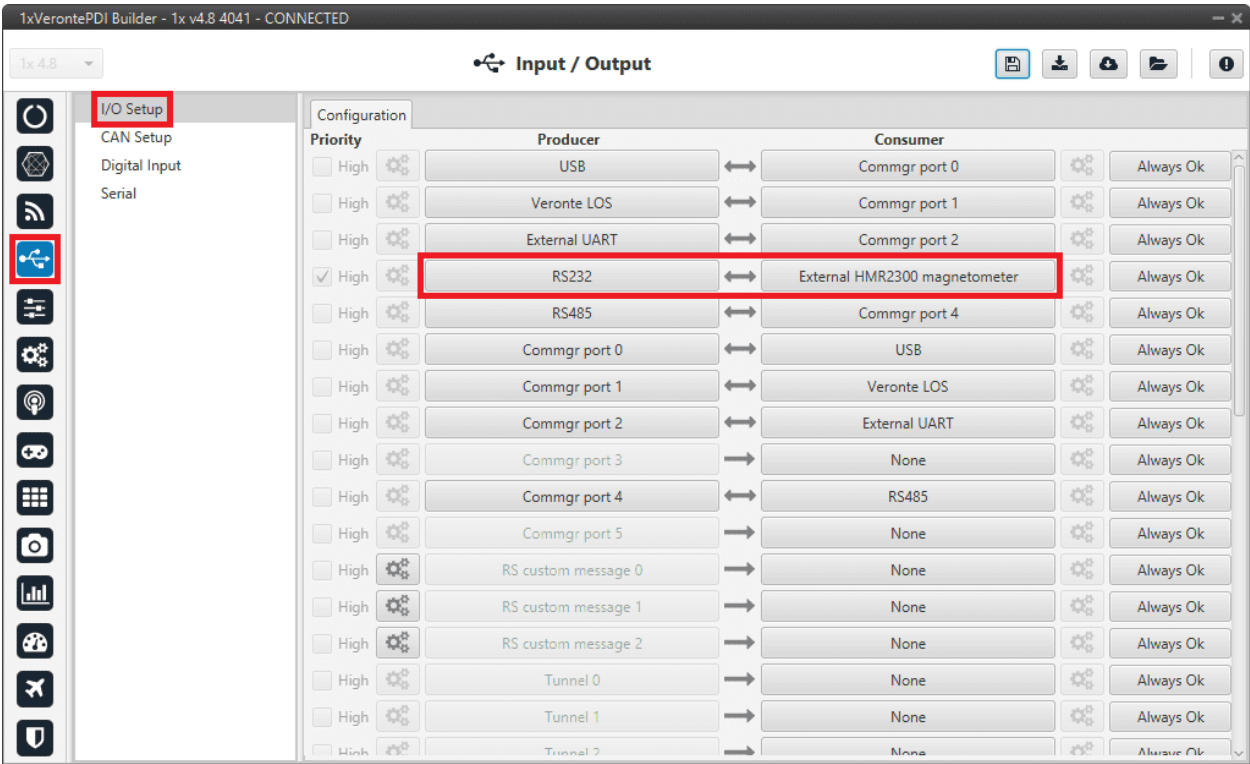 1xVerontePDI Builder - 1x v4.8 4041 - CONNECTED
1x 4.8
Input / Output
I/O Setup
CAN Setup
Digital Input
Serial
Configuration
Priority Producer Consumer
High USB Commgr port 0 Always Ok
High Veronte LOS Commgr port 1 Always Ok
High External UART Commgr port 2 Always Ok
High RS232 External HMR2300 magnetometer Always Ok
High RS485 Commgr port 4 Always Ok
High Commgr port 0 USB Always Ok
High Commgr port 1 Veronte LOS Always Ok
High Commgr port 2 External UART Always Ok
High Commgr port 3 None Always Ok
High Commgr port 4 RS485 Always Ok
High Commgr port 5 None Always Ok
High RS custom message 0 None Always Ok
High RS custom message 1 None Always Ok
High RS custom message 2 None Always Ok
High Tunnel 0 None Always Ok
High Tunnel 1 None Always Ok
High Tunnel 2 None Always Ok